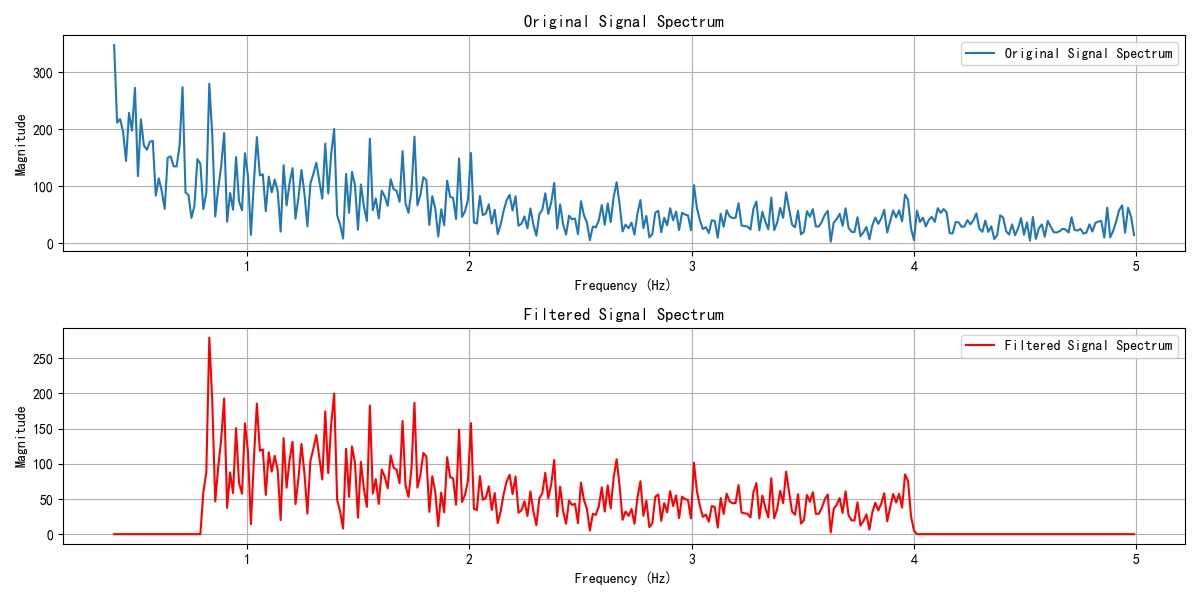 Original Signal Spectrum
Original Signal Spectrum
Magnitude
300
200
100
0
1 2 3 4 5
Frequency (Hz)
Filtered Signal Spectrum
Filtered Signal Spectrum
Magnitude
250
200
150
100
50
0
1 2 3 4 5
Frequency (Hz)